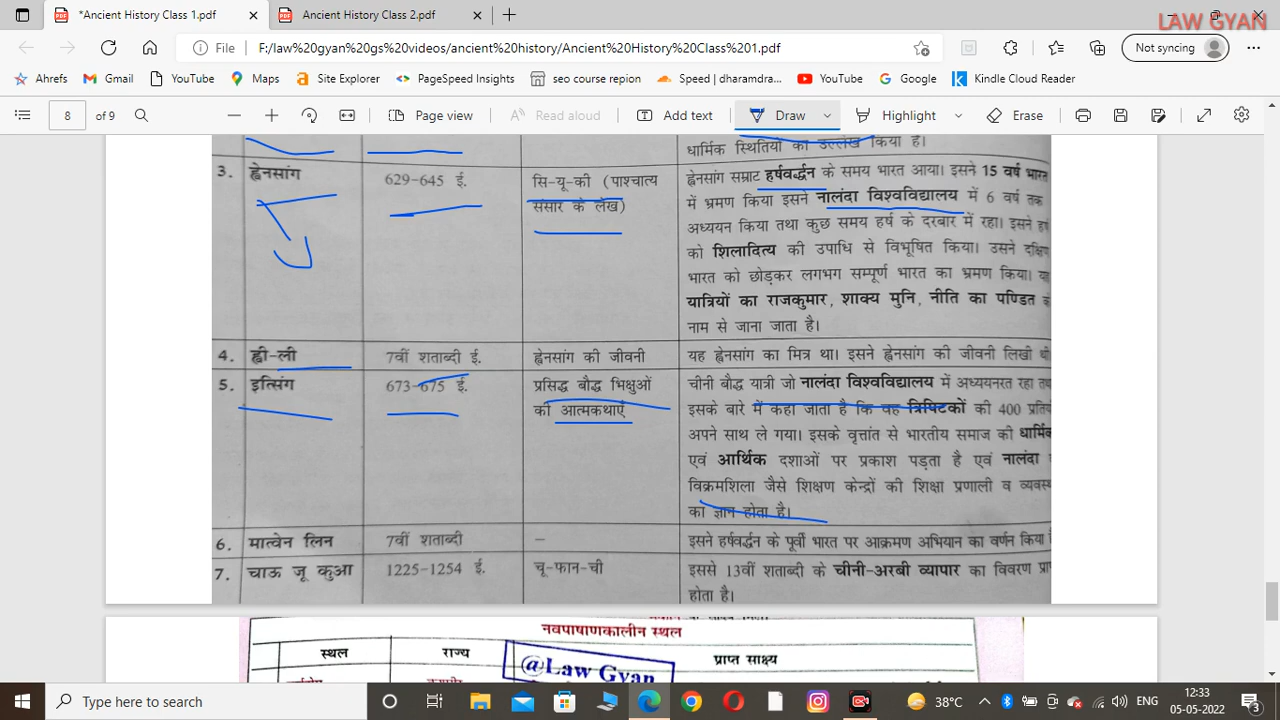 *Ancient History Class 1.pdf
Ancient History Class 2.pdf
LAW GYAN
File
F:/law%20gyan%20gs%20videos/ancient%20history/Ancient%20History%20Class%201.pdf
Not syncing
Ahrefs
Gmail
YouTube
Maps
Site Explorer
PageSpeed Insights
seo course repion
Speed | dharamdra...
YouTube
Google
Kindle Cloud Reader
8 of 9
Page view
Read aloud
Add text
Draw
Highlight
Erase
धार्मिक स्थितियों का उल्लेख किया है।
3. ह्वेनसांग 629-645 ई. सि-यू-की (पाश्चात्य संसार के लेख)
ह्वेनसांग सम्राट हर्षवर्द्धन के समय भारत आया। इसने 15 वर्ष भारत
में भ्रमण किया इसने नालंदा विश्वविद्यालय में 6 वर्ष तक
अध्ययन किया तथा कुछ समय हर्ष के दरबार में रहा। इसने
को शिलादित्य की उपाधि से विभूषित किया। उसने
भारत को छोड़कर लगभग सम्पूर्ण भारत का भ्रमण किया।
यात्रियों का राजकुमार, शाक्य मुनि, नीति का पण्डित
नाम से जाना जाता है।
4. ह्वी-ली 7वीं शताब्दी ई. ह्वेनसांग की जीवनी यह ह्वेनसांग का मित्र था। इसने ह्वेनसांग की जीवनी लिखी
5. इत्सिंग 673-675 ई. प्रसिद्ध बौद्ध भिक्षुओं की आत्मकथाएँ
चीनी बौद्ध यात्री जो नालंदा विश्वविद्यालय में अध्ययनरत रहा
इसके बारे में कहा जाता है कि वह त्रिपिटकों की 400
अपने साथ ले गया। इसके वृत्तांत से भारतीय समाज की धार्मिक
एवं आर्थिक दशाओं पर प्रकाश पड़ता है एवं नालंदा
विक्रमशिला जैसे शिक्षण केन्द्रों की शिक्षा प्रणाली व
का ज्ञान होता है।
6. मात्वेन लिन 7वीं शताब्दी – इसने हर्षवर्द्धन के पूर्वी भारत पर आक्रमण अभियान का वर्णन किया
7. चाऊ जू कुआ 1225-1254 ई. चू-फान-ची इससे 13वीं शताब्दी के चीनी-अरबी व्यापार का विवरण
होता है।
नवपाषाणकालीन स्थल
स्थल राज्य प्राप्त साक्ष्य
@Law Gyan
Type here to search
38°C
ENG
12:33
05-05-2022
3